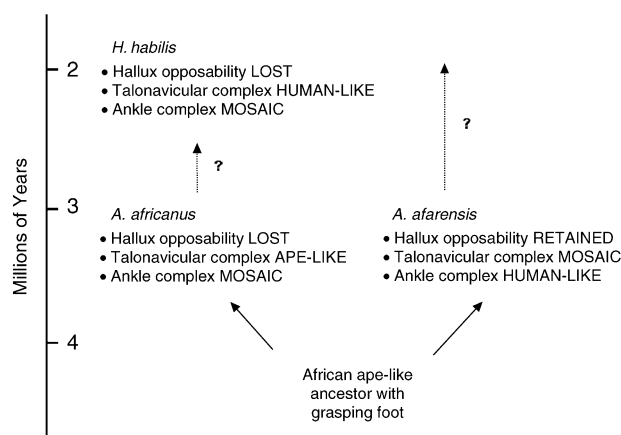 H. habilis
• Hallux opposability LOST
• Talonavicular complex HUMAN-LIKE
• Ankle complex MOSAIC
2
?
?
Millions of Years
3
A. africanus
• Hallux opposability LOST
• Talonavicular complex APE-LIKE
• Ankle complex MOSAIC
A. afarensis
• Hallux opposability RETAINED
• Talonavicular complex MOSAIC
• Ankle complex HUMAN-LIKE
4
African ape-like
ancestor with
grasping foot